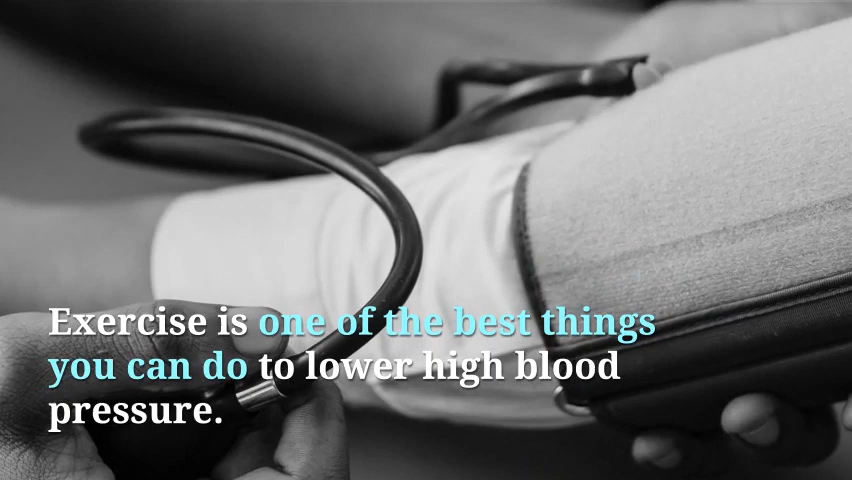 Exercise is one of the best things
you can do to lower high blood
pressure.